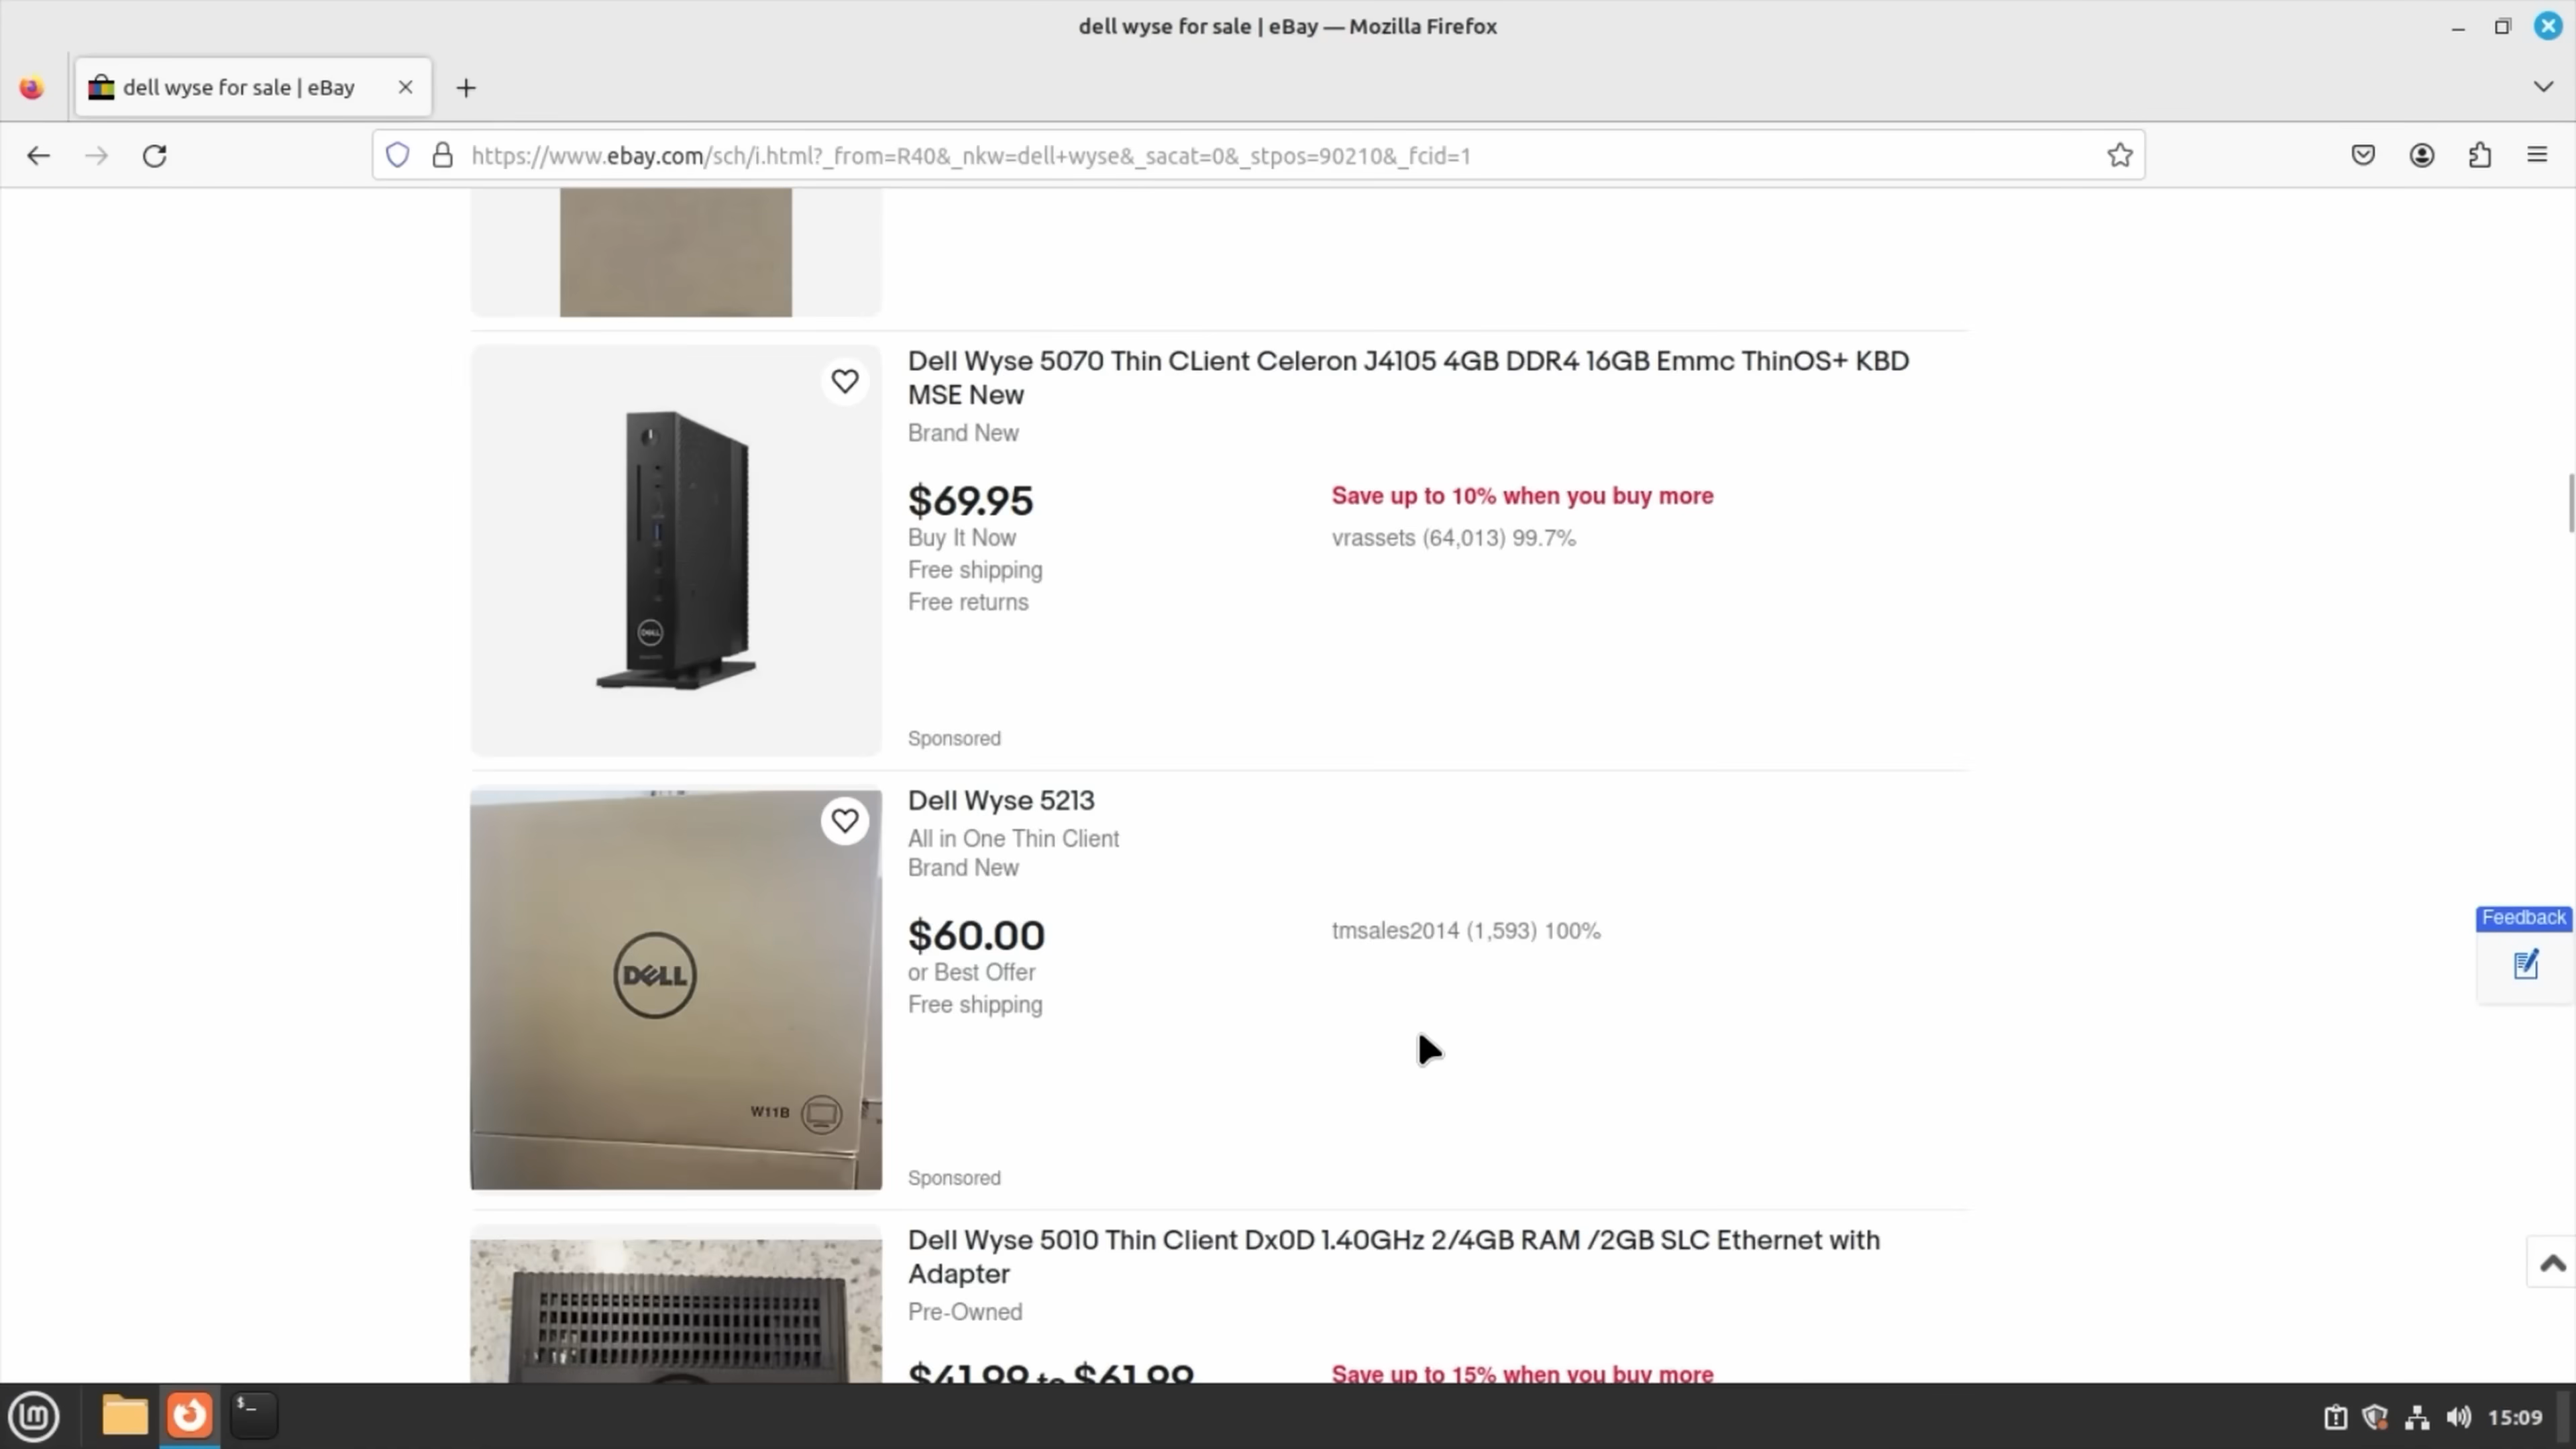 dell wyse for sale | eBay — Mozilla Firefox
dell wyse for sale | eBay
https://www.ebay.com/sch/i.html?_from=R40&_nkw=dell+wyse&_sacat=0&_stpos=90210&_fcid=1
Dell Wyse 5070 Thin CLient Celeron J4105 4GB DDR4 16GB Emmc ThinOS+ KBD
MSE New
Brand New
$69.95
Save up to 10% when you buy more
Buy It Now
vrassets (64,013) 99.7%
Free shipping
Free returns
DELL
Sponsored
Dell Wyse 5213
All in One Thin Client
Brand New
$60.00
tmsales2014 (1,593) 100%
or Best Offer
Free shipping
DELL
W11B
Sponsored
Feedback
Dell Wyse 5010 Thin Client Dx0D 1.40GHz 2/4GB RAM /2GB SLC Ethernet with
Adapter
Pre-Owned
$41.99 to $61.99
Save up to 15% when you buy more
$_
15:09